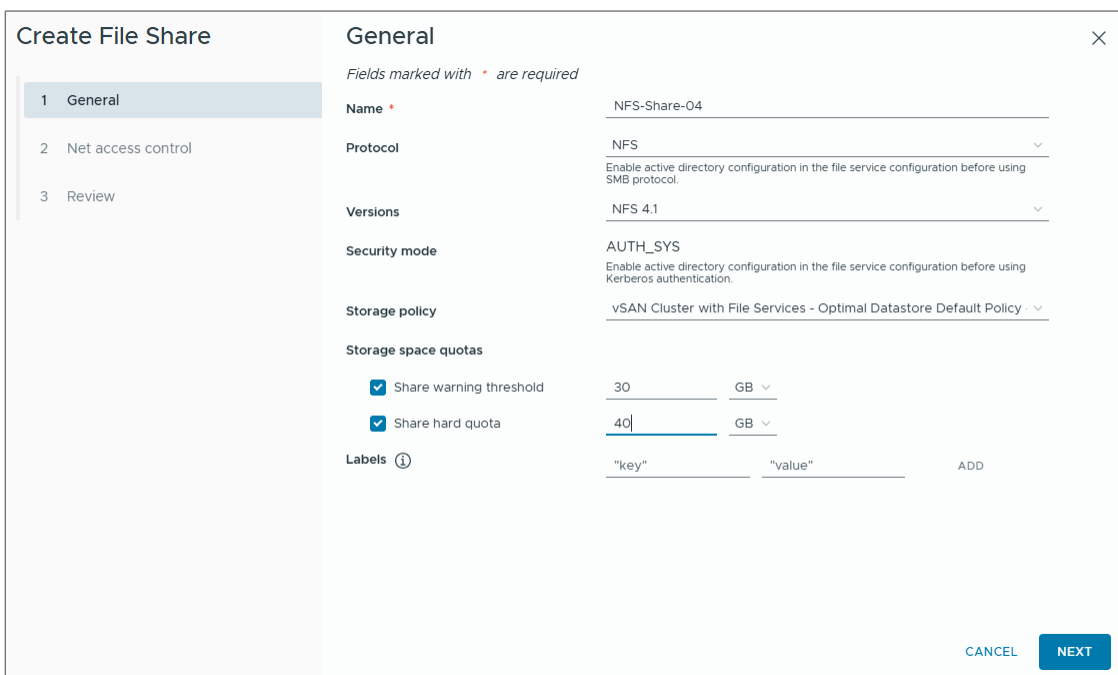 Create File Share
1 General
2 Net access control
3 Review
General
Fields marked with * are required
Name * NFS-Share-04
Protocol NFS
Enable active directory configuration in the file service configuration before using
SMB protocol.
Versions NFS 4.1
Security mode AUTH_SYS
Enable active directory configuration in the file service configuration before using
Kerberos authentication.
Storage policy vSAN Cluster with File Services - Optimal Datastore Default Policy
Storage space quotas
Share warning threshold 30 GB
Share hard quota 40 GB
Labels "key" "value" ADD
CANCEL NEXT